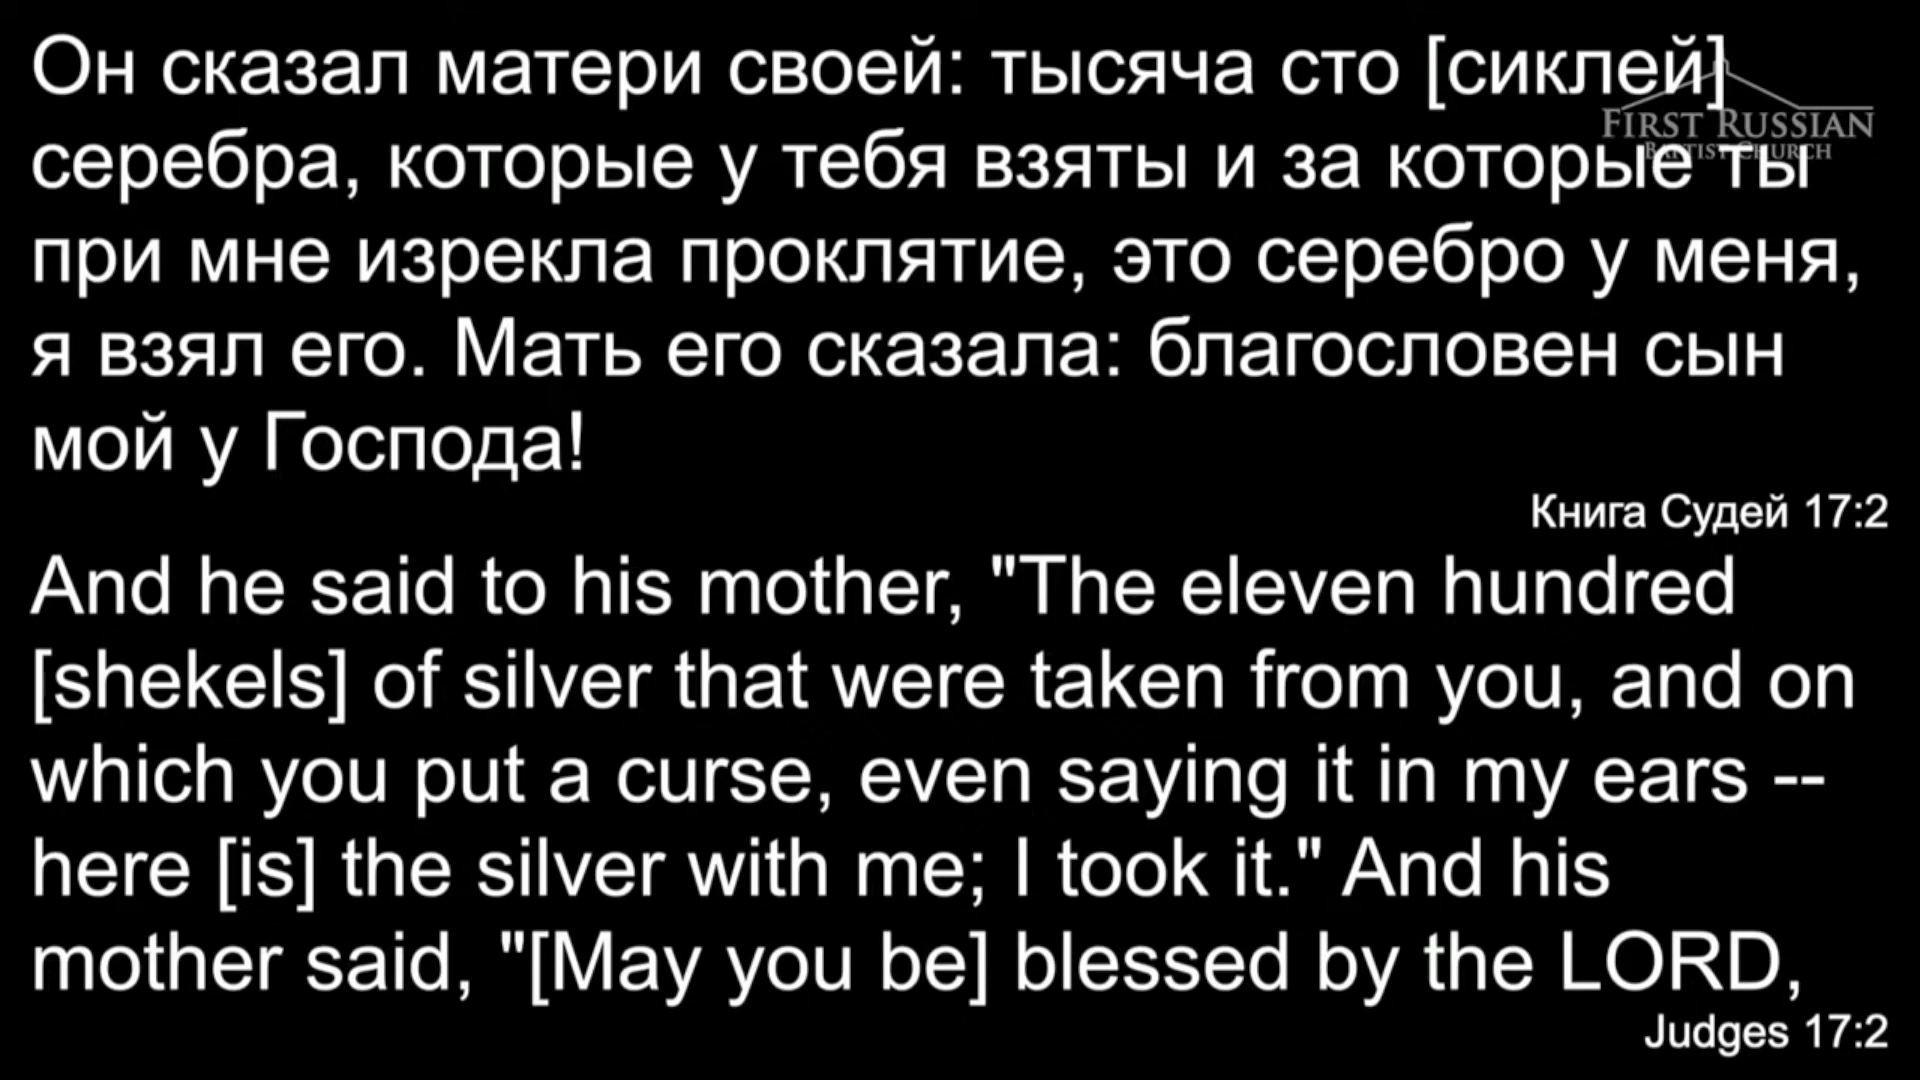 Он сказал матери своей: тысяча сто [сиклей]
FIRST RUSSIAN
BAPTIST CHURCH
серебра, которые у тебя взяты и за которые ты
при мне изрекла проклятие, это серебро у меня,
я взял его. Мать его сказала: благословен сын
мой у Господа!
Книга Судей 17:2
And he said to his mother, "The eleven hundred
[shekels] of silver that were taken from you, and on
which you put a curse, even saying it in my ears --
here [is] the silver with me; I took it." And his
mother said, "[May you be] blessed by the LORD,
Judges 17:2